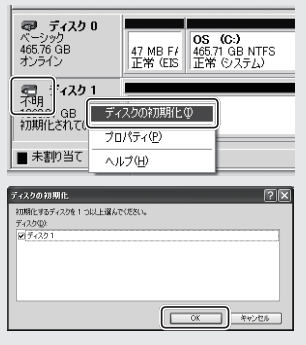 ディスク 0
ベーシック
465.76 GB
オンライン
47 MB FA
正常 (EIS
OS (C:)
465.71 GB NTFS
正常 (システム)
ィスク 1
不明
GB
初期化されてい
ディスクの初期化(I)
プロパティ(P)
ヘルプ(H)
未割り当て
ディスクの初期化
初期化するディスクを 1 つ以上選んでください。
ディスク(D):
ディスク 1
OK
キャンセル